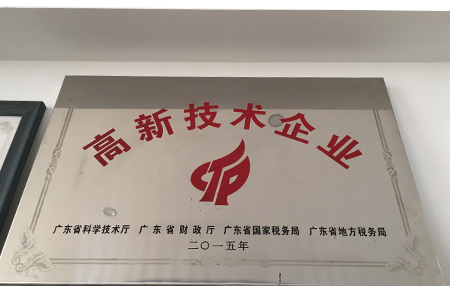 高新技术企业
广东省科学技术厅 广东省财政厅 广东省国家税务局 广东省地方税务局
二〇一五年